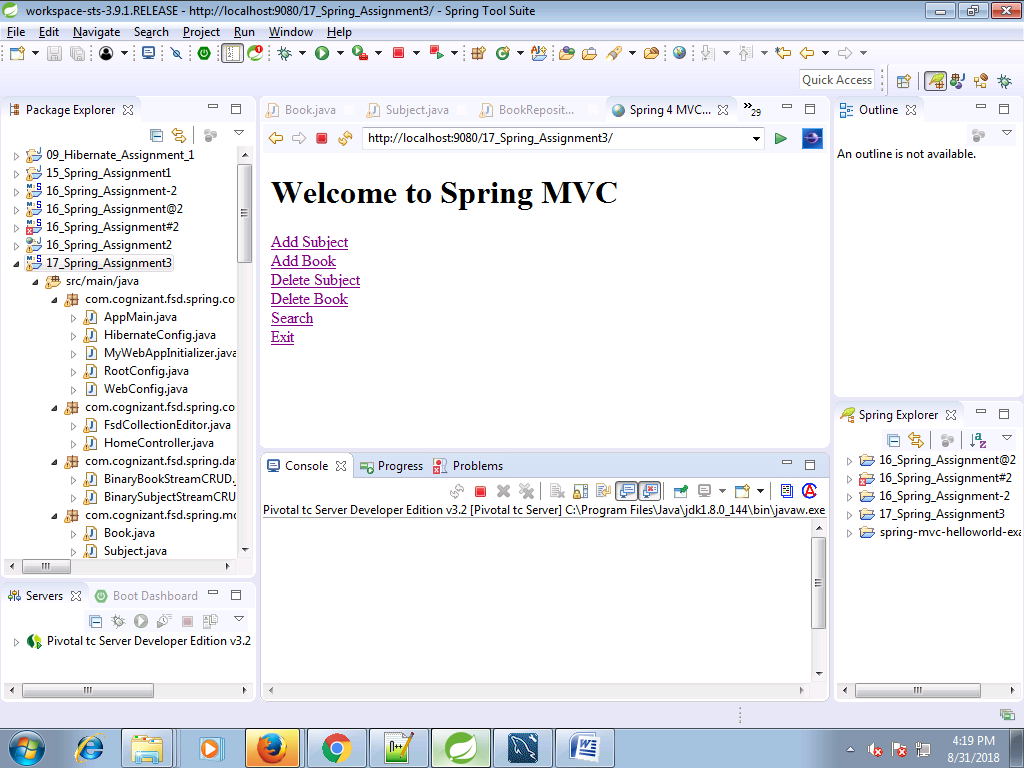 workspace-sts-3.9.1.RELEASE - http://localhost:9080/17_Spring_Assignment3/ - Spring Tool Suite
File Edit Navigate Search Project Run Window Help
Quick Access
Package Explorer
09_Hibernate_Assignment_1
15_Spring_Assignment1
16_Spring_Assignment-2
16_Spring_Assignment@2
16_Spring_Assignment#2
16_Spring_Assignment2
17_Spring_Assignment3
src/main/java
com.cognizant.fsd.spring.co
AppMain.java
HibernateConfig.java
MyWebAppInitializer.java
RootConfig.java
WebConfig.java
com.cognizant.fsd.spring.co
FsdCollectionEditor.java
HomeController.java
com.cognizant.fsd.spring.da
BinaryBookStreamCRUD.
BinarySubjectStreamCRU
com.cognizant.fsd.spring.mo
Book.java
Subject.java
Servers Boot Dashboard
Pivotal tc Server Developer Edition v3.2
Book.java Subject.java BookReposit... Spring 4 MVC... »29
http://localhost:9080/17_Spring_Assignment3/
Welcome to Spring MVC
Add Subject
Add Book
Delete Subject
Delete Book
Search
Exit
Console Progress Problems
Pivotal tc Server Developer Edition v3.2 [Pivotal tc Server] C:\Program Files\Java\jdk1.8.0_144\bin\javaw.exe
Outline
An outline is not available.
Spring Explorer
16_Spring_Assignment@2
16_Spring_Assignment#2
16_Spring_Assignment-2
17_Spring_Assignment3
spring-mvc-helloworld-exa
4:19 PM
8/31/2018